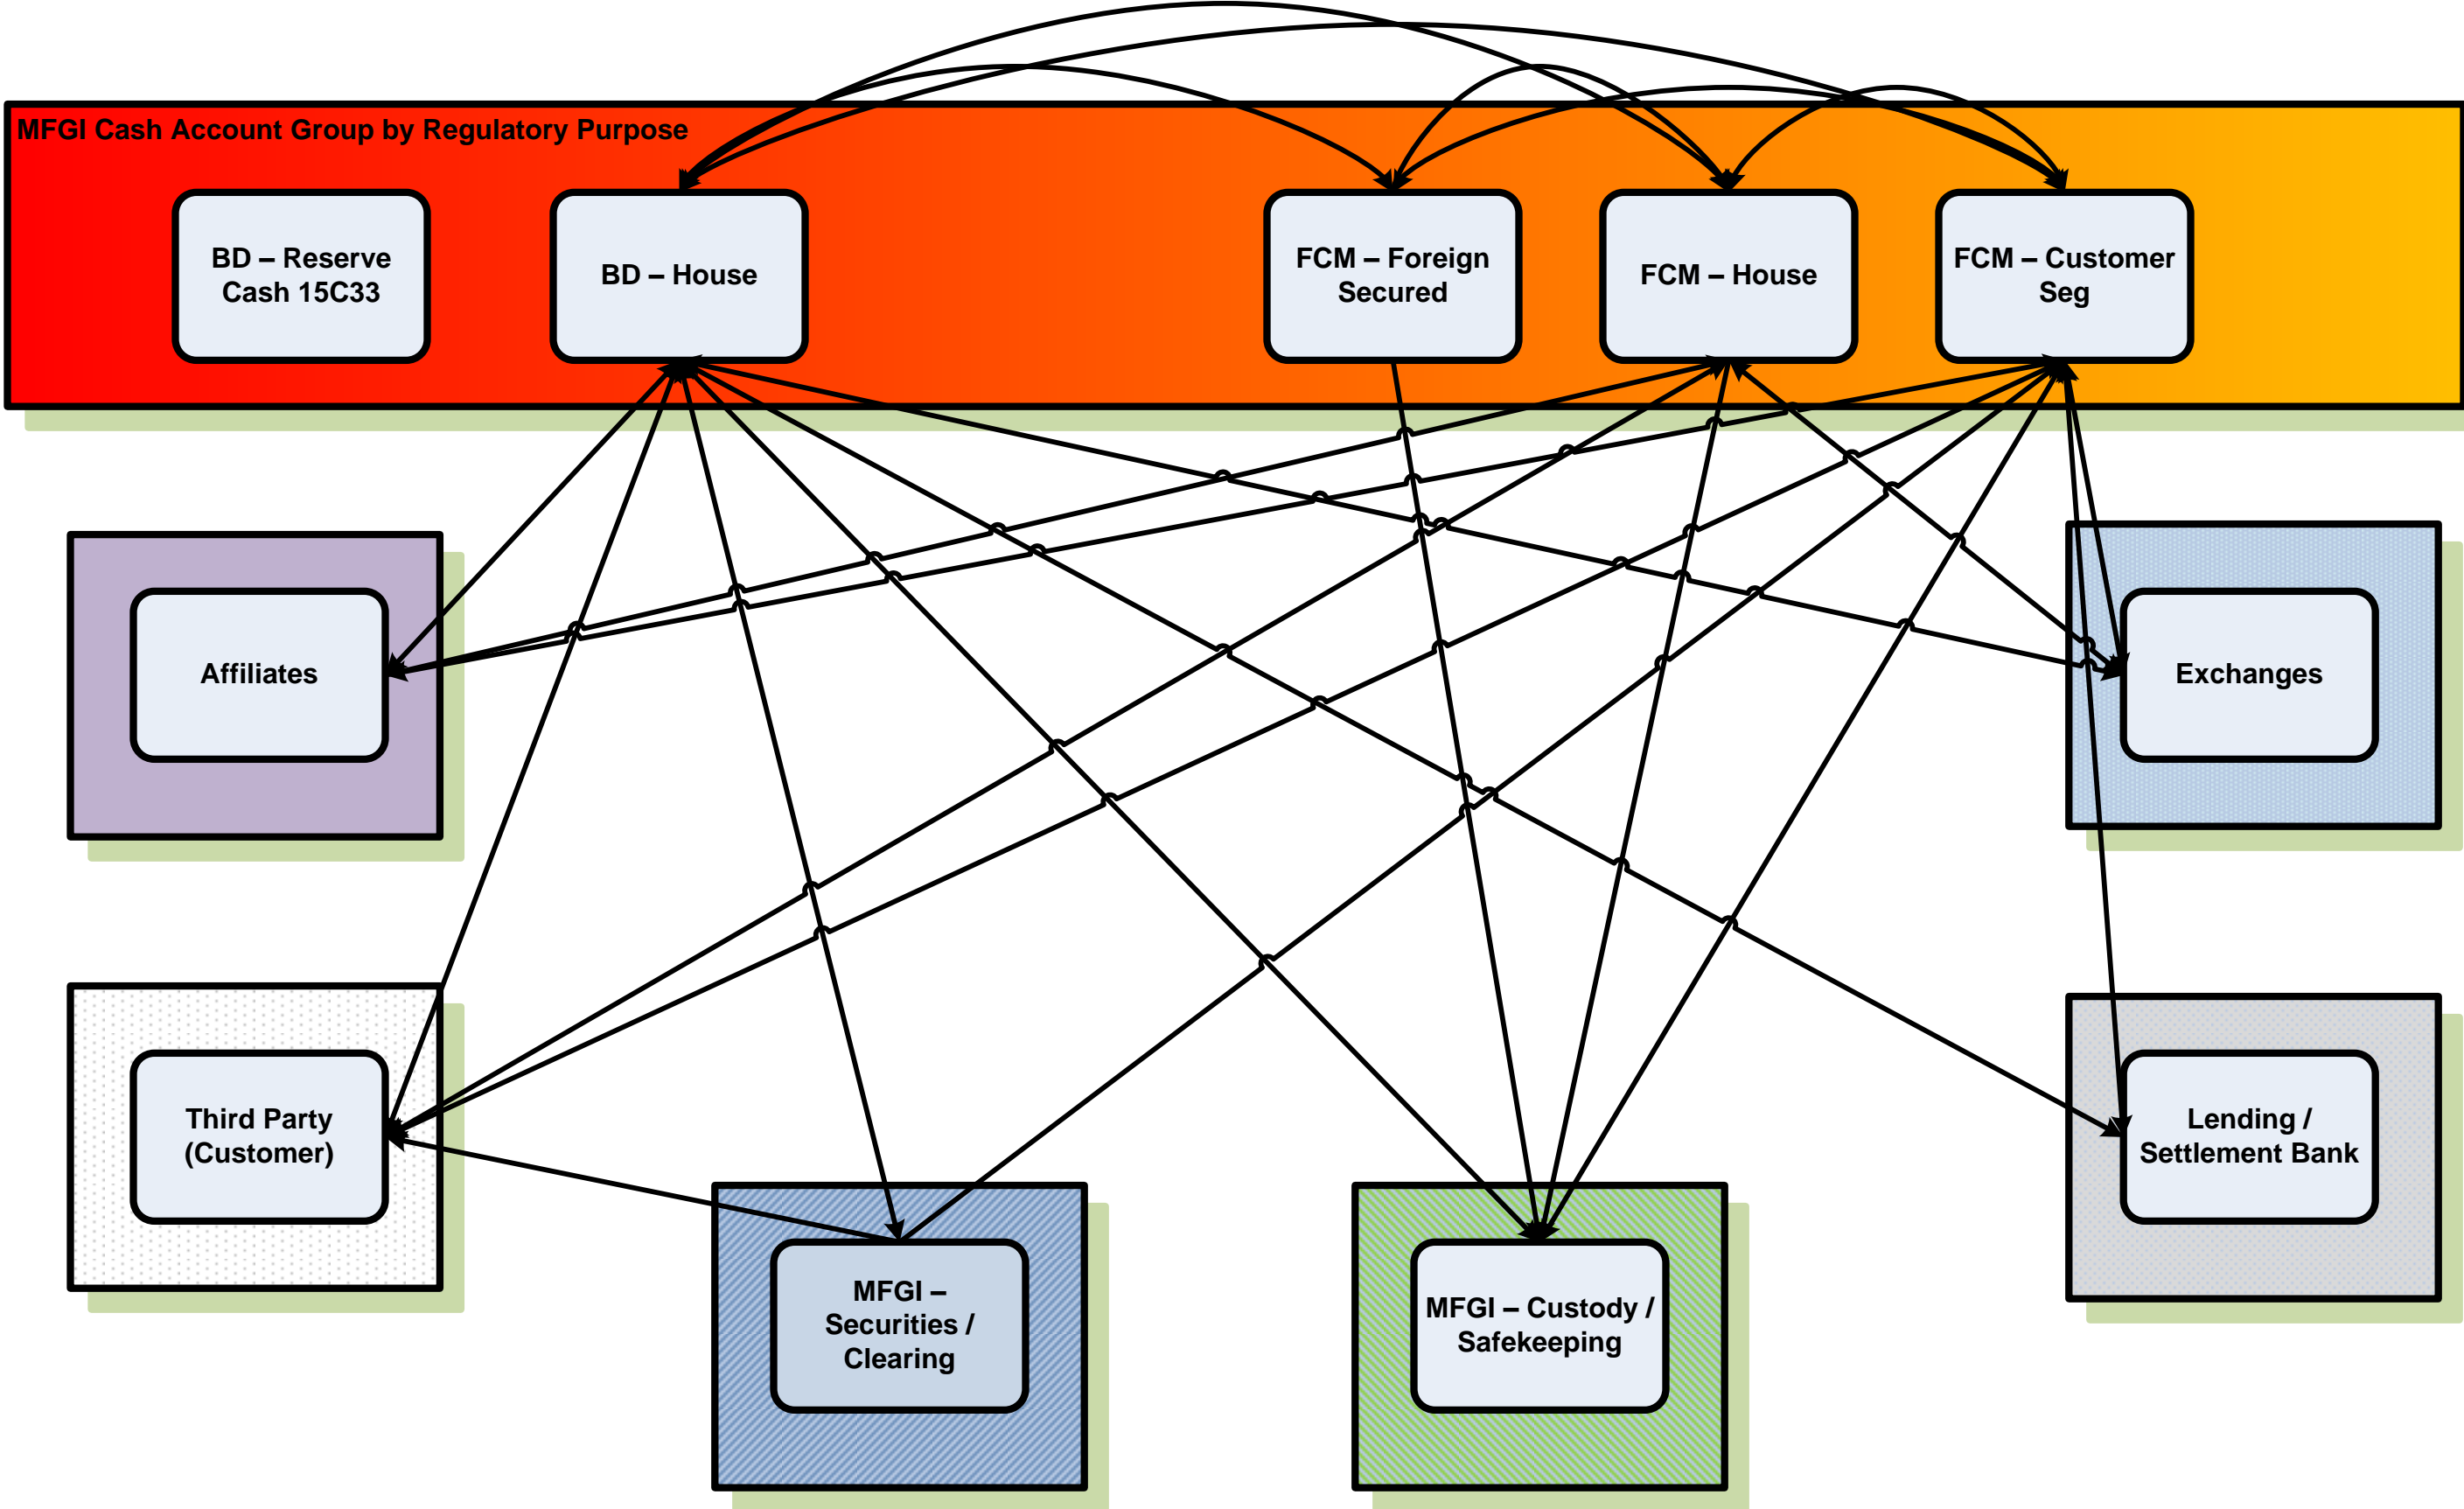 MFGI Cash Account Group by Regulatory Purpose
BD – Reserve
Cash 15C33
BD – House
FCM – Foreign
Secured
FCM – House
FCM – Customer
Seg
Affiliates
Exchanges
Third Party
(Customer)
Lending /
Settlement Bank
MFGI –
Securities /
Clearing
MFGI – Custody /
Safekeeping